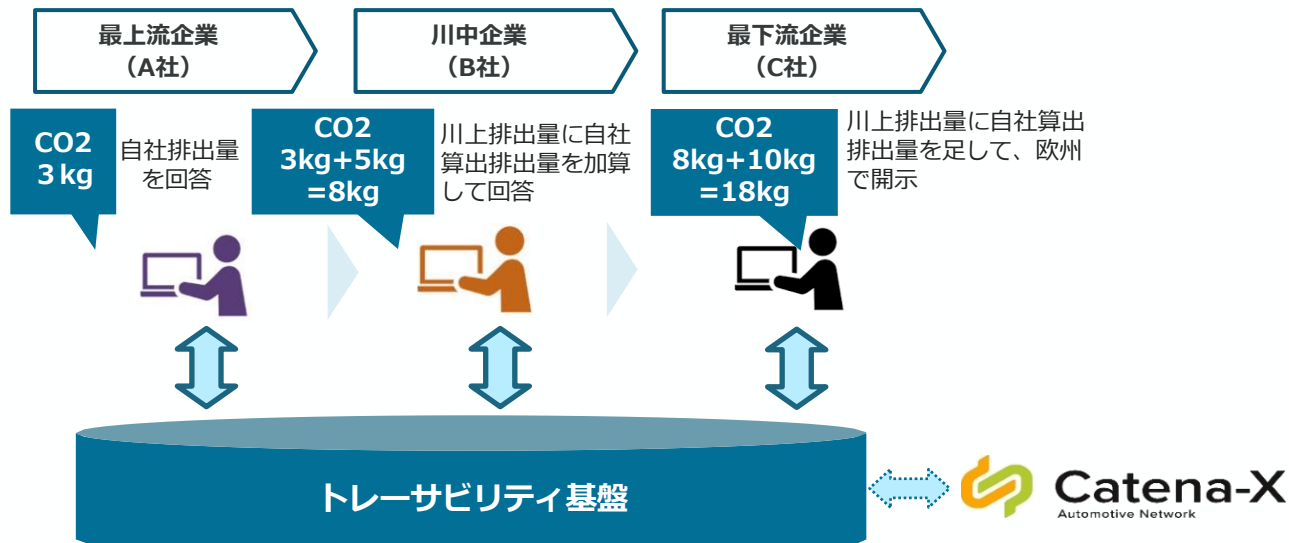 最上流企業
（A社）
川中企業
（B社）
最下流企業
（C社）
CO2
３kg
自社排出量
を回答
CO2
3kg+5kg
=8kg
川上排出量に自社
算出排出量を加算
して回答
CO2
8kg+10kg
=18kg
川上排出量に自社算出
排出量を足して、欧州
で開示
トレーサビリティ基盤
Catena-X
Automotive Network